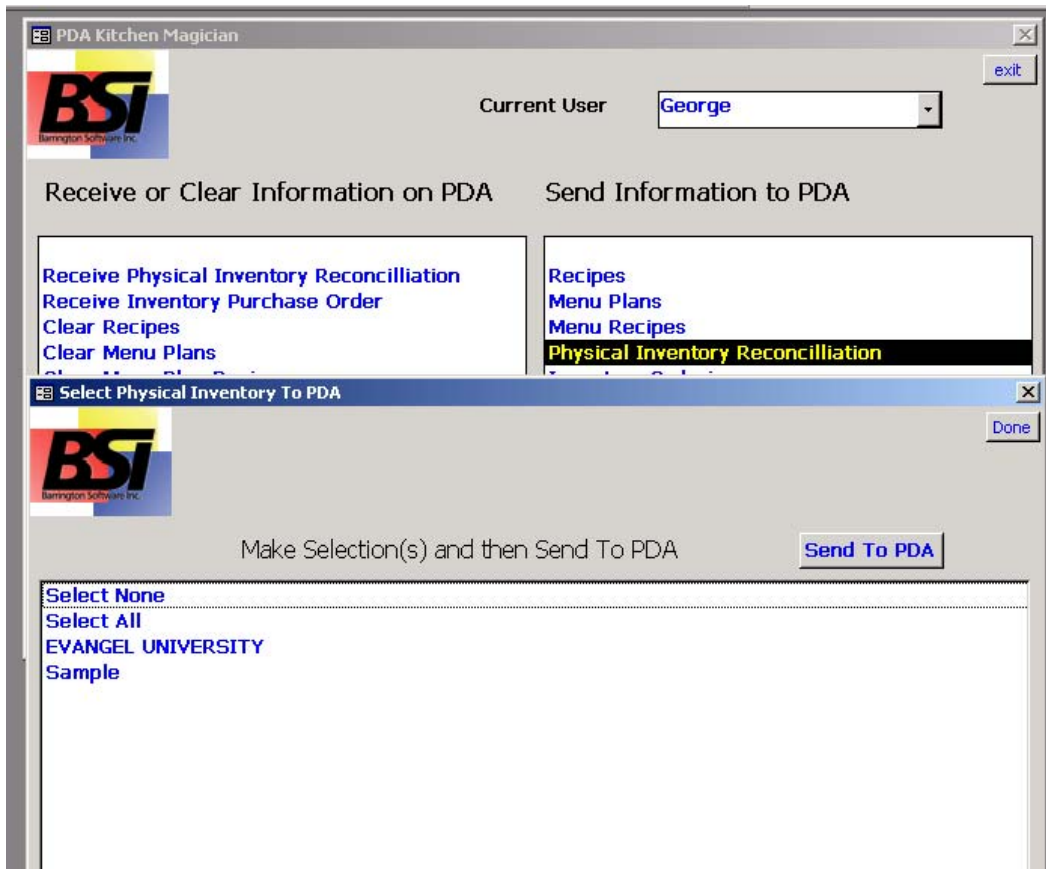 PDA Kitchen Magician
exit
BSi
Barrington Software Inc.
Current User George
Receive or Clear Information on PDA
Send Information to PDA
Receive Physical Inventory Reconcilliation
Receive Inventory Purchase Order
Clear Recipes
Clear Menu Plans
Recipes
Menu Plans
Menu Recipes
Physical Inventory Reconcilliation
Select Physical Inventory To PDA
Done
BSi
Barrington Software Inc.
Make Selection(s) and then Send To PDA
Send To PDA
Select None
Select All
EVANGEL UNIVERSITY
Sample